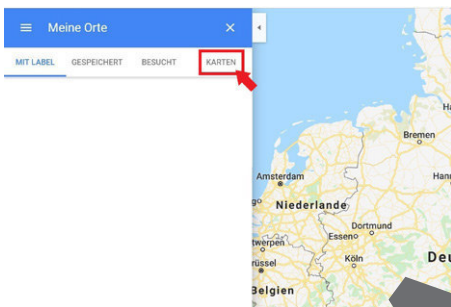 Meine Orte
MIT LABEL GESPEICHERT BESUCHT KARTEN
Bremen
Amsterdam
Niederlande
Dortmund
Essen
Köln
Belgien